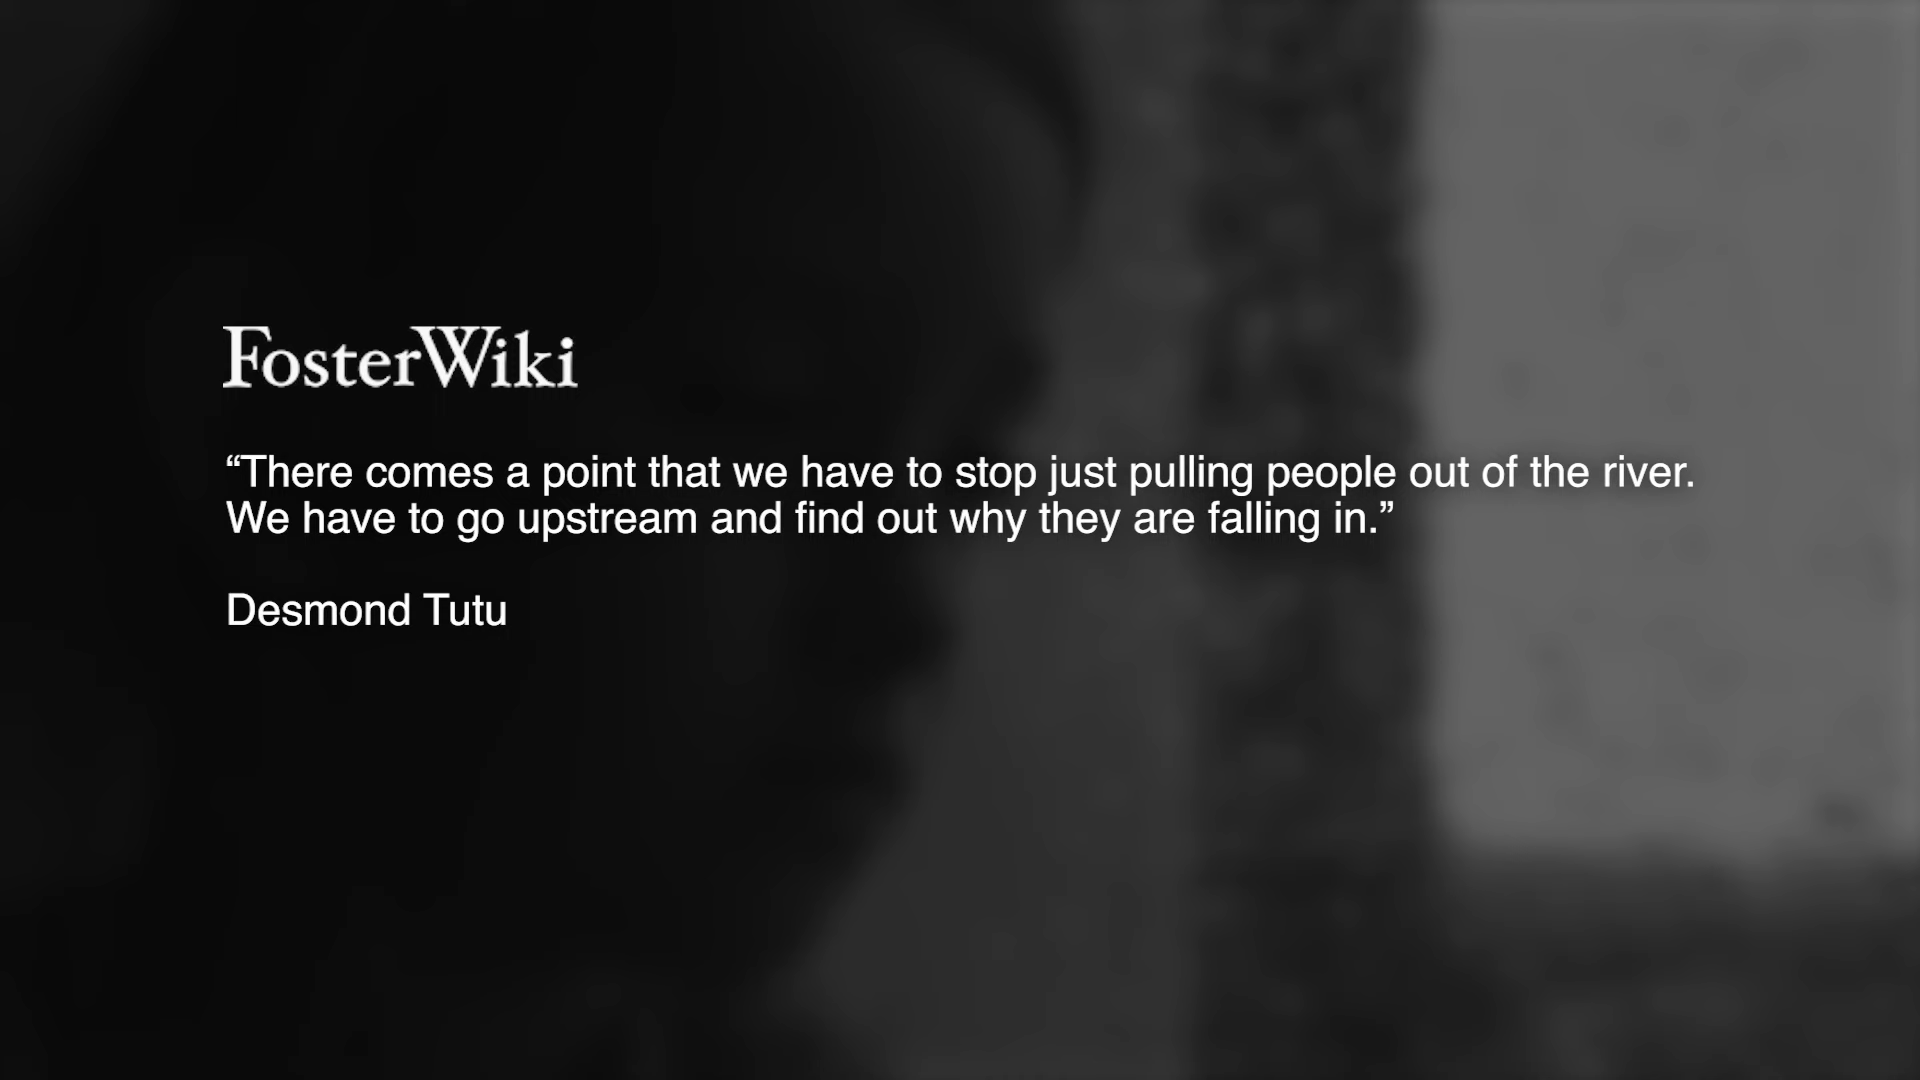 FosterWiki
“There comes a point that we have to stop just pulling people out of the river.
We have to go upstream and find out why they are falling in.”
Desmond Tutu